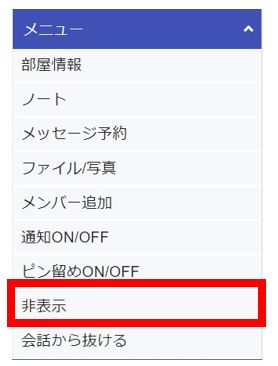 メニュー
部屋情報
ノート
メッセージ予約
ファイル/写真
メンバー追加
通知ON/OFF
ピン留めON/OFF
非表示
会話から抜ける